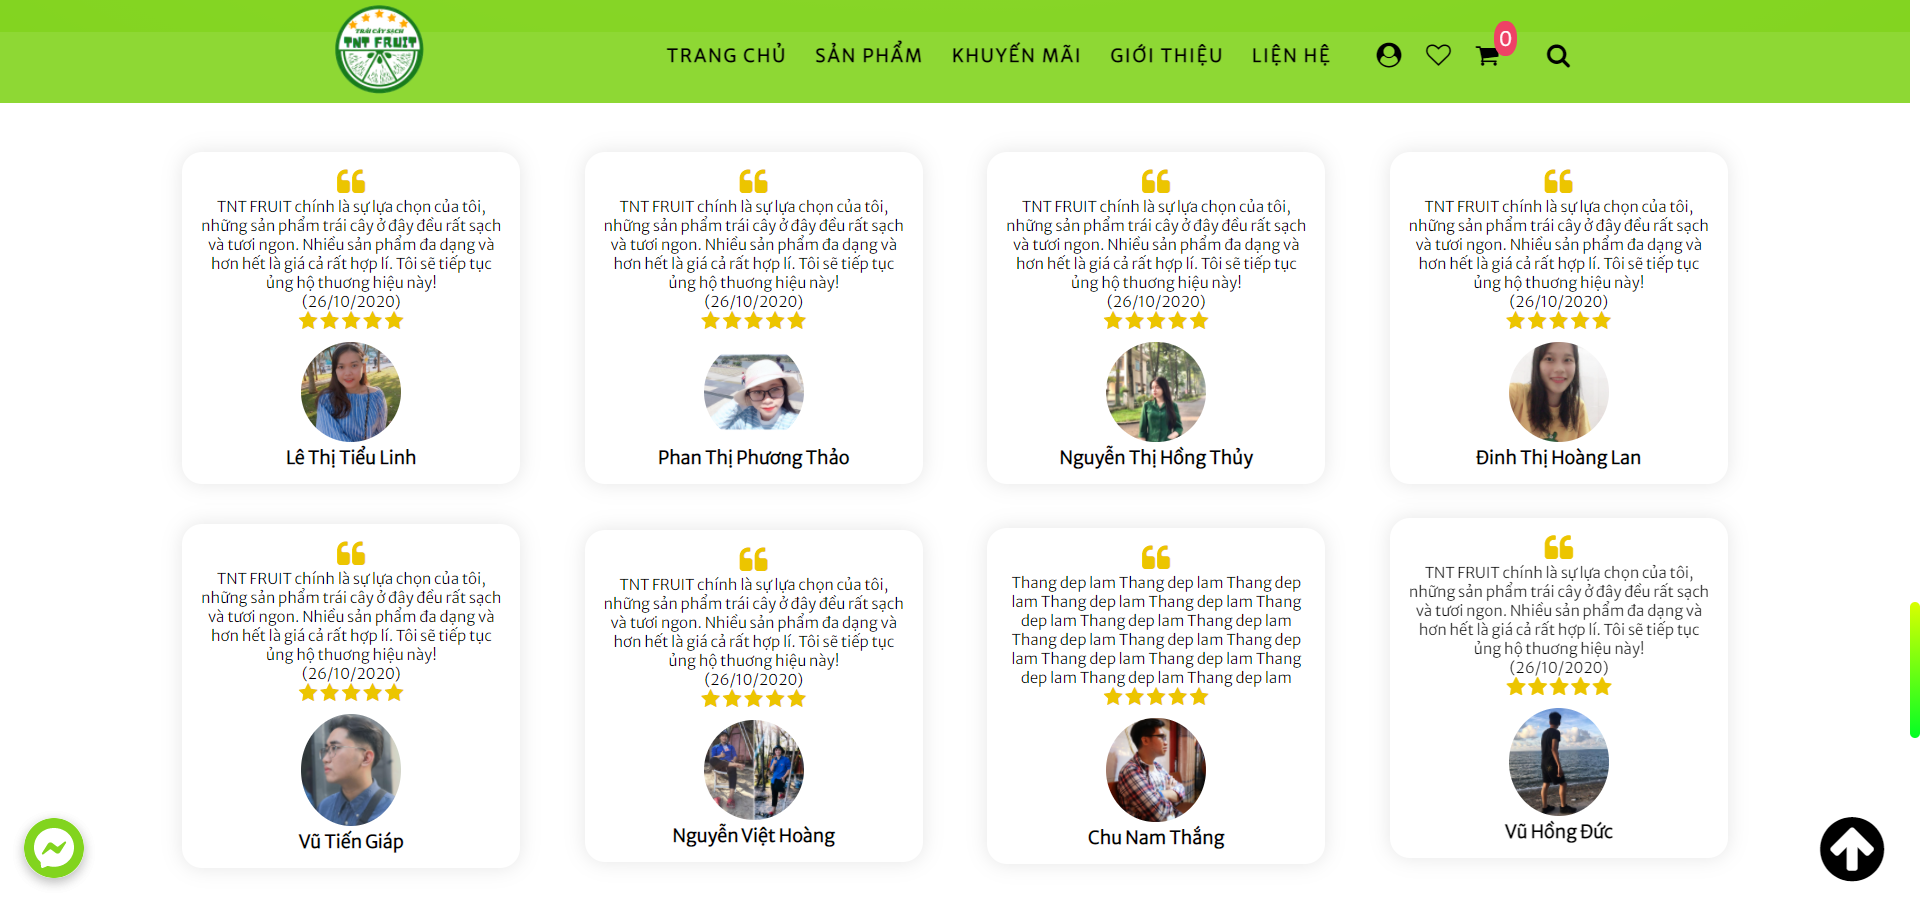 TRÁI CÂY SẠCH
TNT FRUIT
TRANG CHỦ SẢN PHẨM KHUYẾN MÃI GIỚI THIỆU LIÊN HỆ 0
TNT FRUIT chính là sự lựa chọn của tôi,
những sản phẩm trái cây ở đây đều rất sạch
và tươi ngon. Nhiều sản phẩm đa dạng và
hơn hết là giá cả rất hợp lí. Tôi sẽ tiếp tục
ủng hộ thương hiệu này!
(26/10/2020)
Lê Thị Tiểu Linh
TNT FRUIT chính là sự lựa chọn của tôi,
những sản phẩm trái cây ở đây đều rất sạch
và tươi ngon. Nhiều sản phẩm đa dạng và
hơn hết là giá cả rất hợp lí. Tôi sẽ tiếp tục
ủng hộ thương hiệu này!
(26/10/2020)
Phan Thị Phương Thảo
TNT FRUIT chính là sự lựa chọn của tôi,
những sản phẩm trái cây ở đây đều rất sạch
và tươi ngon. Nhiều sản phẩm đa dạng và
hơn hết là giá cả rất hợp lí. Tôi sẽ tiếp tục
ủng hộ thương hiệu này!
(26/10/2020)
Nguyễn Thị Hồng Thủy
TNT FRUIT chính là sự lựa chọn của tôi,
những sản phẩm trái cây ở đây đều rất sạch
và tươi ngon. Nhiều sản phẩm đa dạng và
hơn hết là giá cả rất hợp lí. Tôi sẽ tiếp tục
ủng hộ thương hiệu này!
(26/10/2020)
Đinh Thị Hoàng Lan
TNT FRUIT chính là sự lựa chọn của tôi,
những sản phẩm trái cây ở đây đều rất sạch
và tươi ngon. Nhiều sản phẩm đa dạng và
hơn hết là giá cả rất hợp lí. Tôi sẽ tiếp tục
ủng hộ thương hiệu này!
(26/10/2020)
Vũ Tiến Giáp
TNT FRUIT chính là sự lựa chọn của tôi,
những sản phẩm trái cây ở đây đều rất sạch
và tươi ngon. Nhiều sản phẩm đa dạng và
hơn hết là giá cả rất hợp lí. Tôi sẽ tiếp tục
ủng hộ thương hiệu này!
(26/10/2020)
Nguyễn Việt Hoàng
Thang dep lam Thang dep lam Thang dep
lam Thang dep lam Thang dep lam Thang
dep lam Thang dep lam Thang dep lam
Thang dep lam Thang dep lam Thang dep
lam Thang dep lam Thang dep lam Thang
dep lam Thang dep lam Thang dep lam
Chu Nam Thắng
TNT FRUIT chính là sự lựa chọn của tôi,
những sản phẩm trái cây ở đây đều rất sạch
và tươi ngon. Nhiều sản phẩm đa dạng và
hơn hết là giá cả rất hợp lí. Tôi sẽ tiếp tục
ủng hộ thương hiệu này!
(26/10/2020)
Vũ Hồng Đức